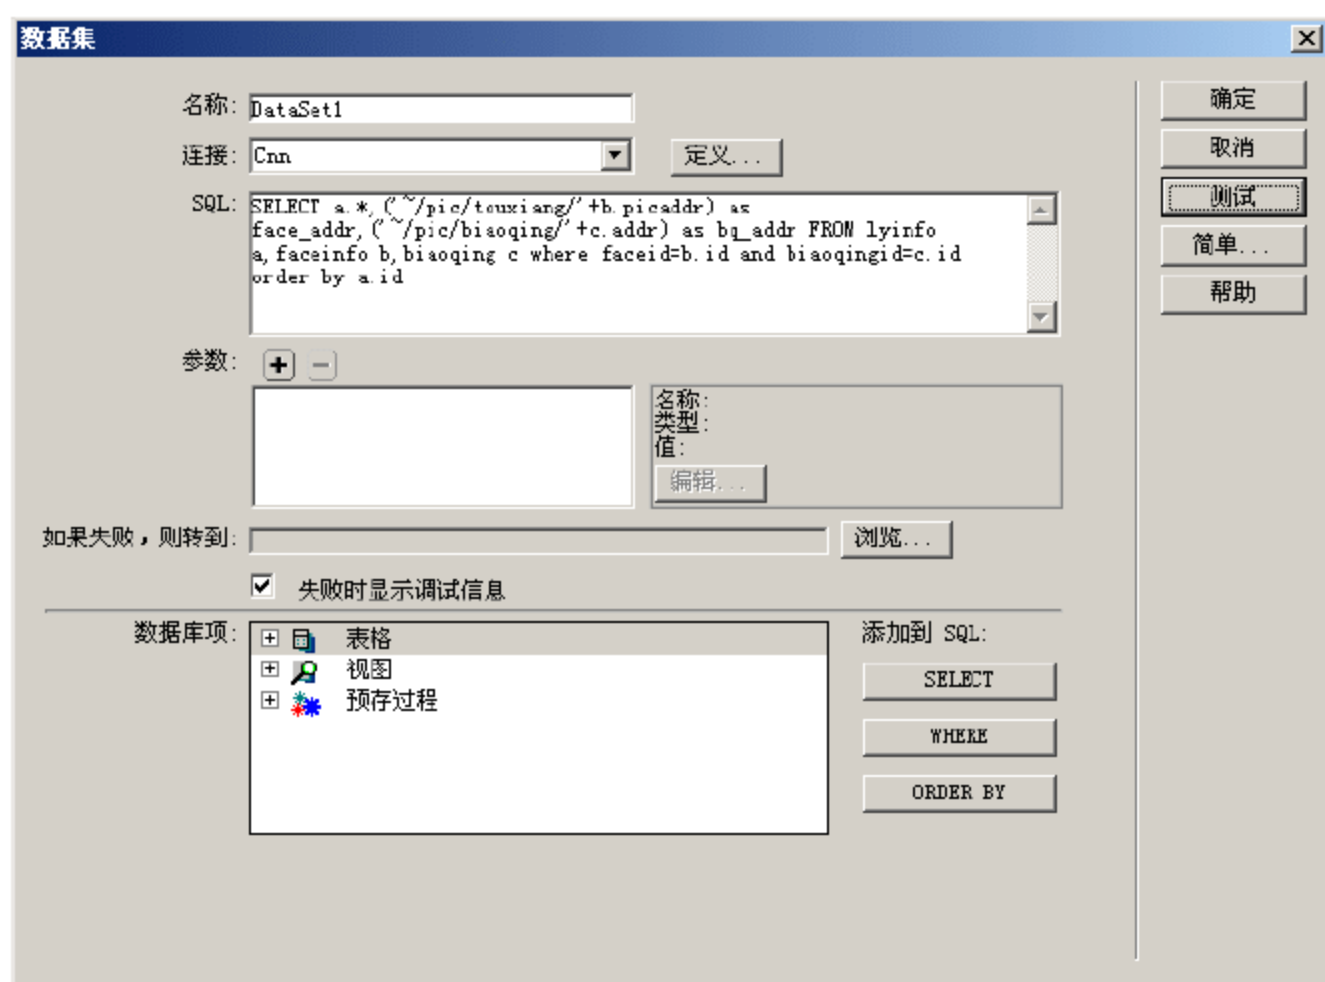 数据集
名称: DataSet1
确定
连接: Cnn 定义...
取消
SQL: SELECT a.*,('~/pic/touxiang/'+b.picaddr) as
face_addr,('~/pic/biaoqing/'+c.addr) as bq_addr FROM lyinfo
a,faceinfo b,biaoqing c where faceid=b.id and biaoqingid=c.id
order by a.id
测试
简单...
帮助
参数:
名称:
类型:
值:
编辑...
如果失败，则转到: 浏览...
失败时显示调试信息
数据库项:
表格
视图
预存过程
添加到 SQL:
SELECT
WHERE
ORDER BY